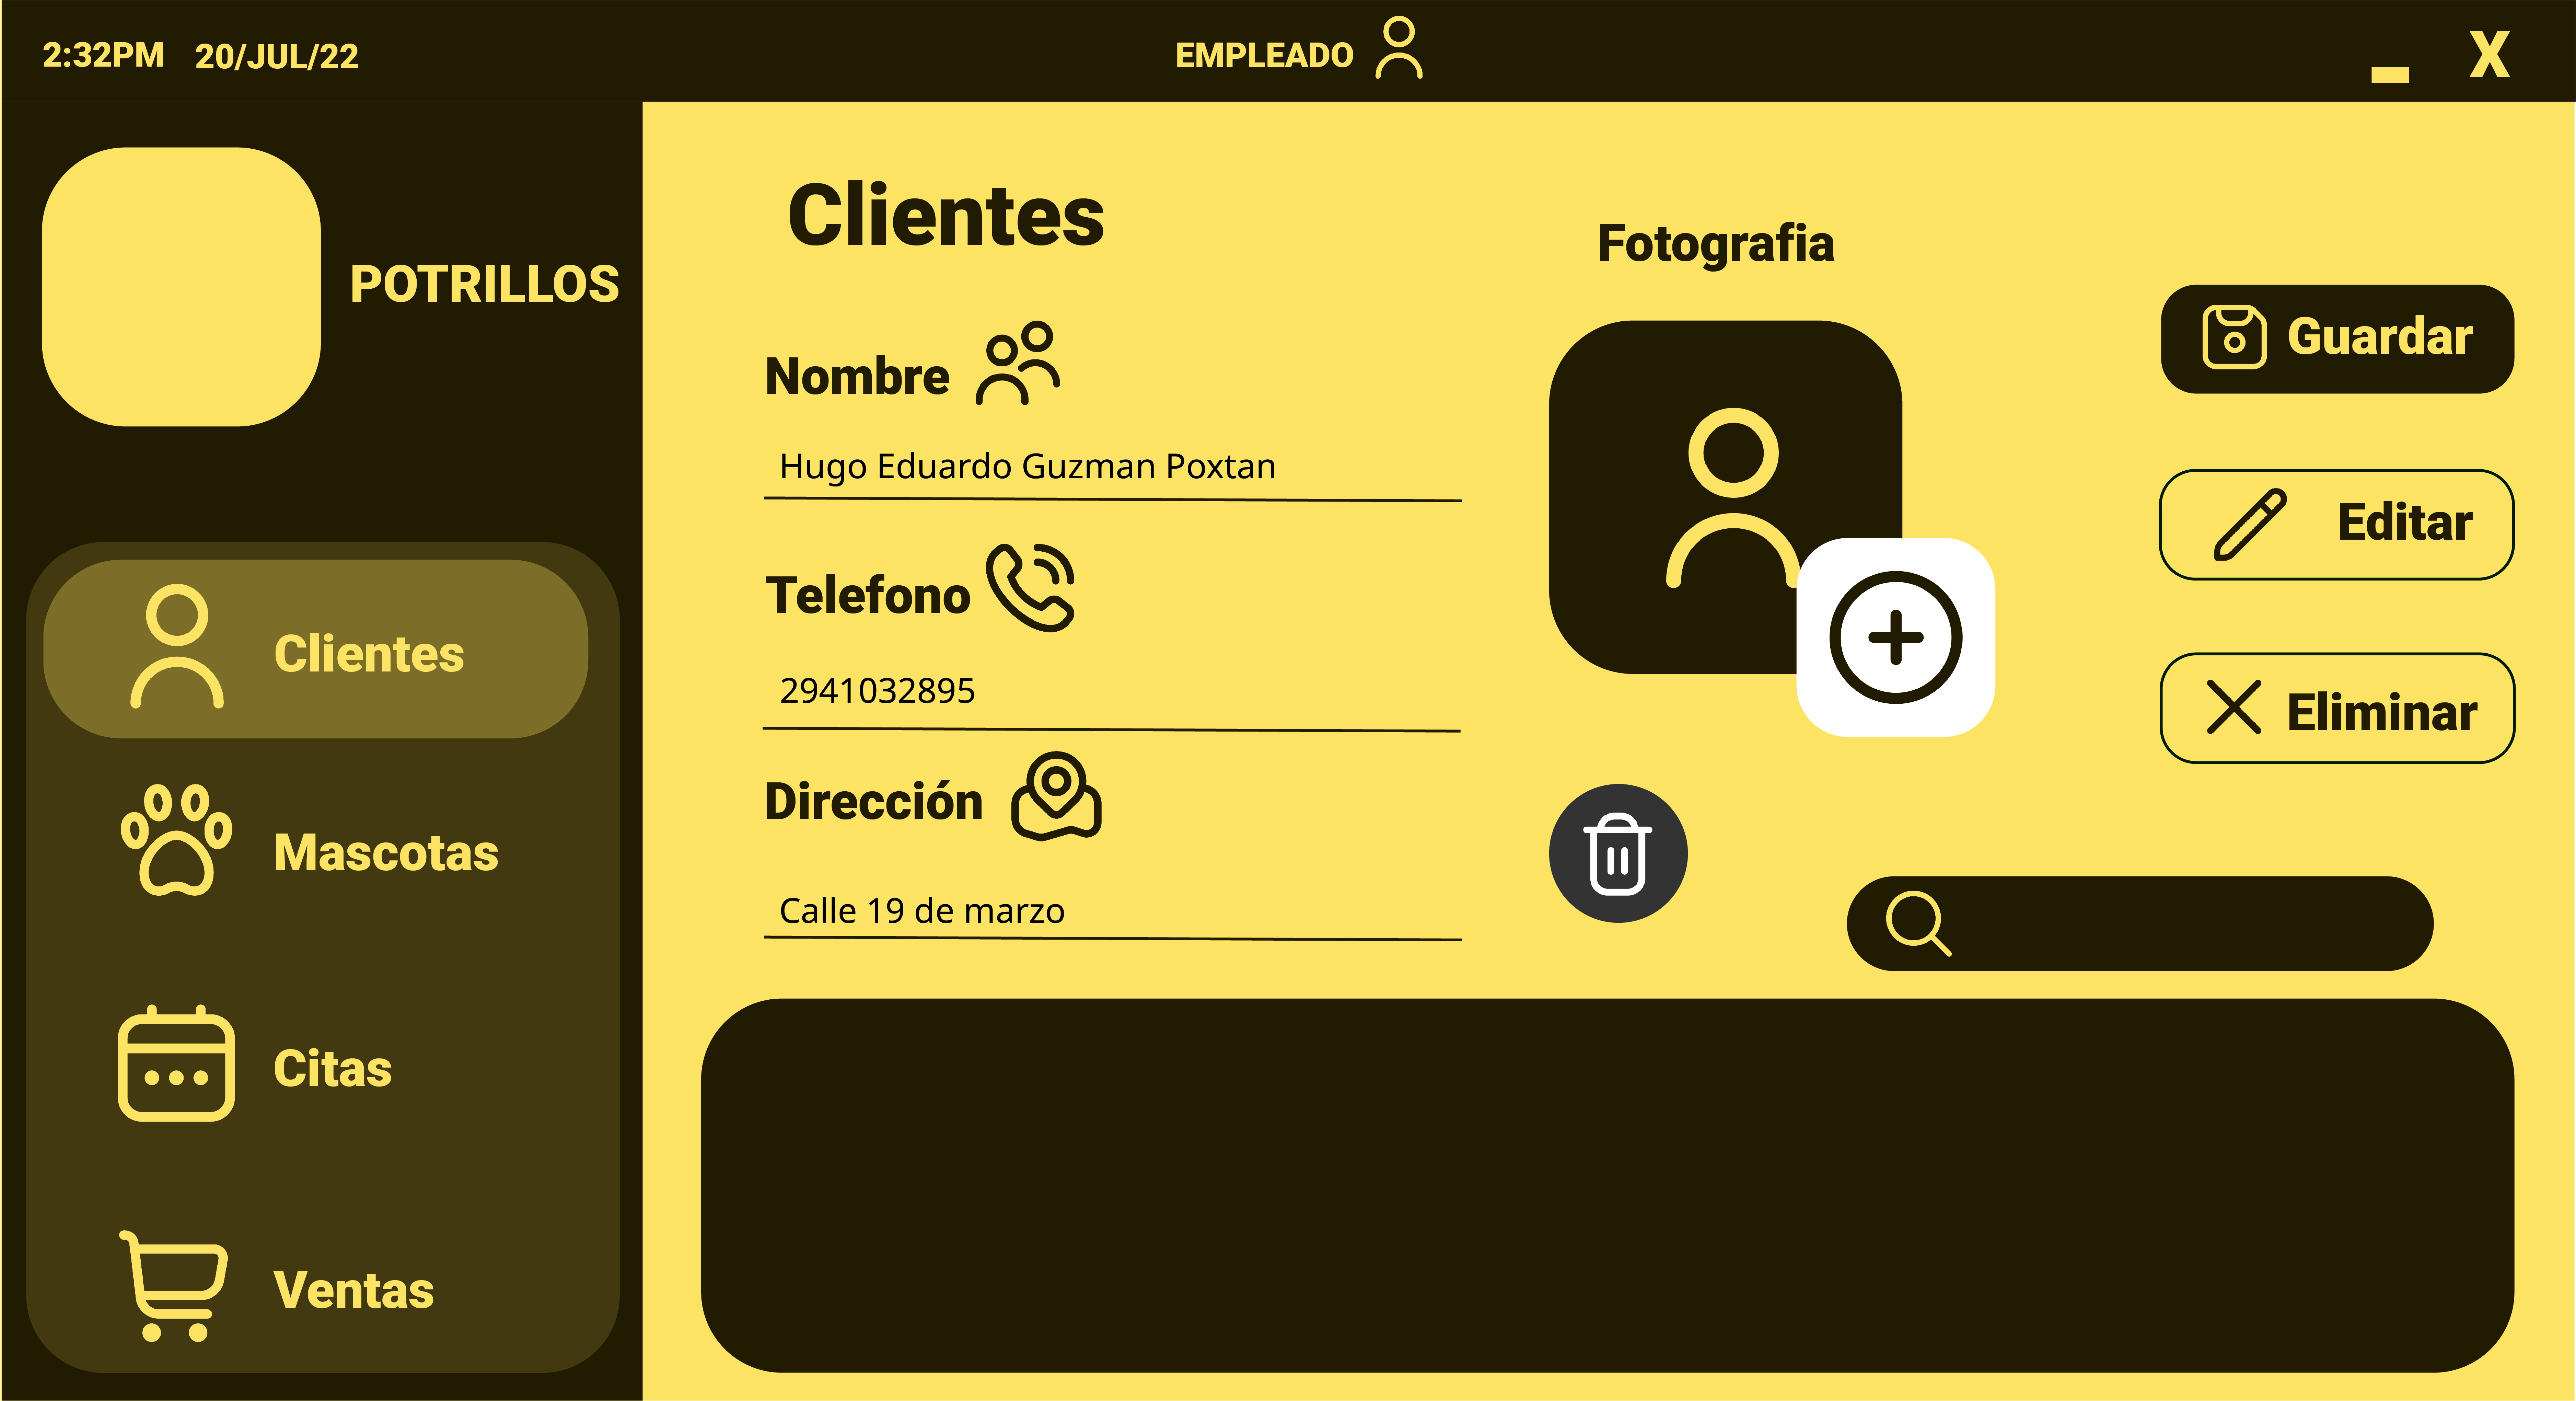 2:32PM 20/JUL/22 EMPLEADO X
POTRILLOS
Clientes
Mascotas
Citas
Ventas
Clientes
Nombre
Hugo Eduardo Guzman Poxtan
Telefono
2941032895
Dirección
Calle 19 de marzo
Fotografia
Guardar
Editar
Eliminar